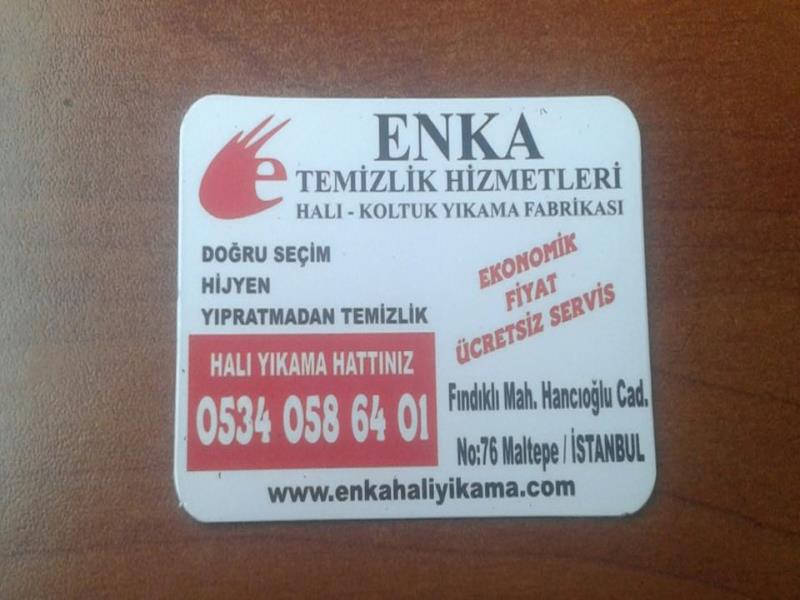 e
ENKA
TEMİZLİK HİZMETLERİ
HALI - KOLTUK YIKAMA FABRİKASI
DOĞRU SEÇİM
HİJYEN
YIPRATMADAN TEMİZLİK
EKONOMİK
FİYAT
ÜCRETSİZ SERVİS
HALI YIKAMA HATTINIZ
0534 058 64 01
Fındıklı Mah. Hancıoğlu Cad.
No:76 Maltepe / İSTANBUL
www.enkahaliyikama.com